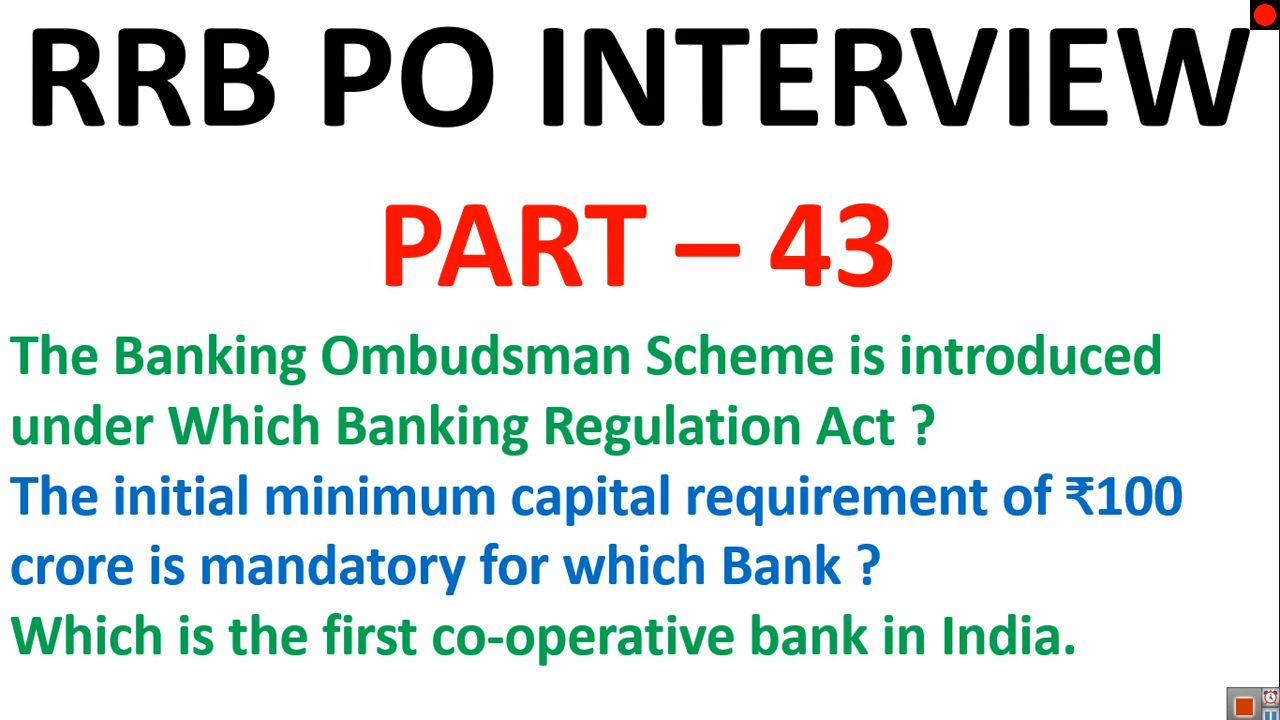 RRB PO INTERVIEW
PART – 43
The Banking Ombudsman Scheme is introduced
under Which Banking Regulation Act ?
The initial minimum capital requirement of ₹100
crore is mandatory for which Bank ?
Which is the first co-operative bank in India.